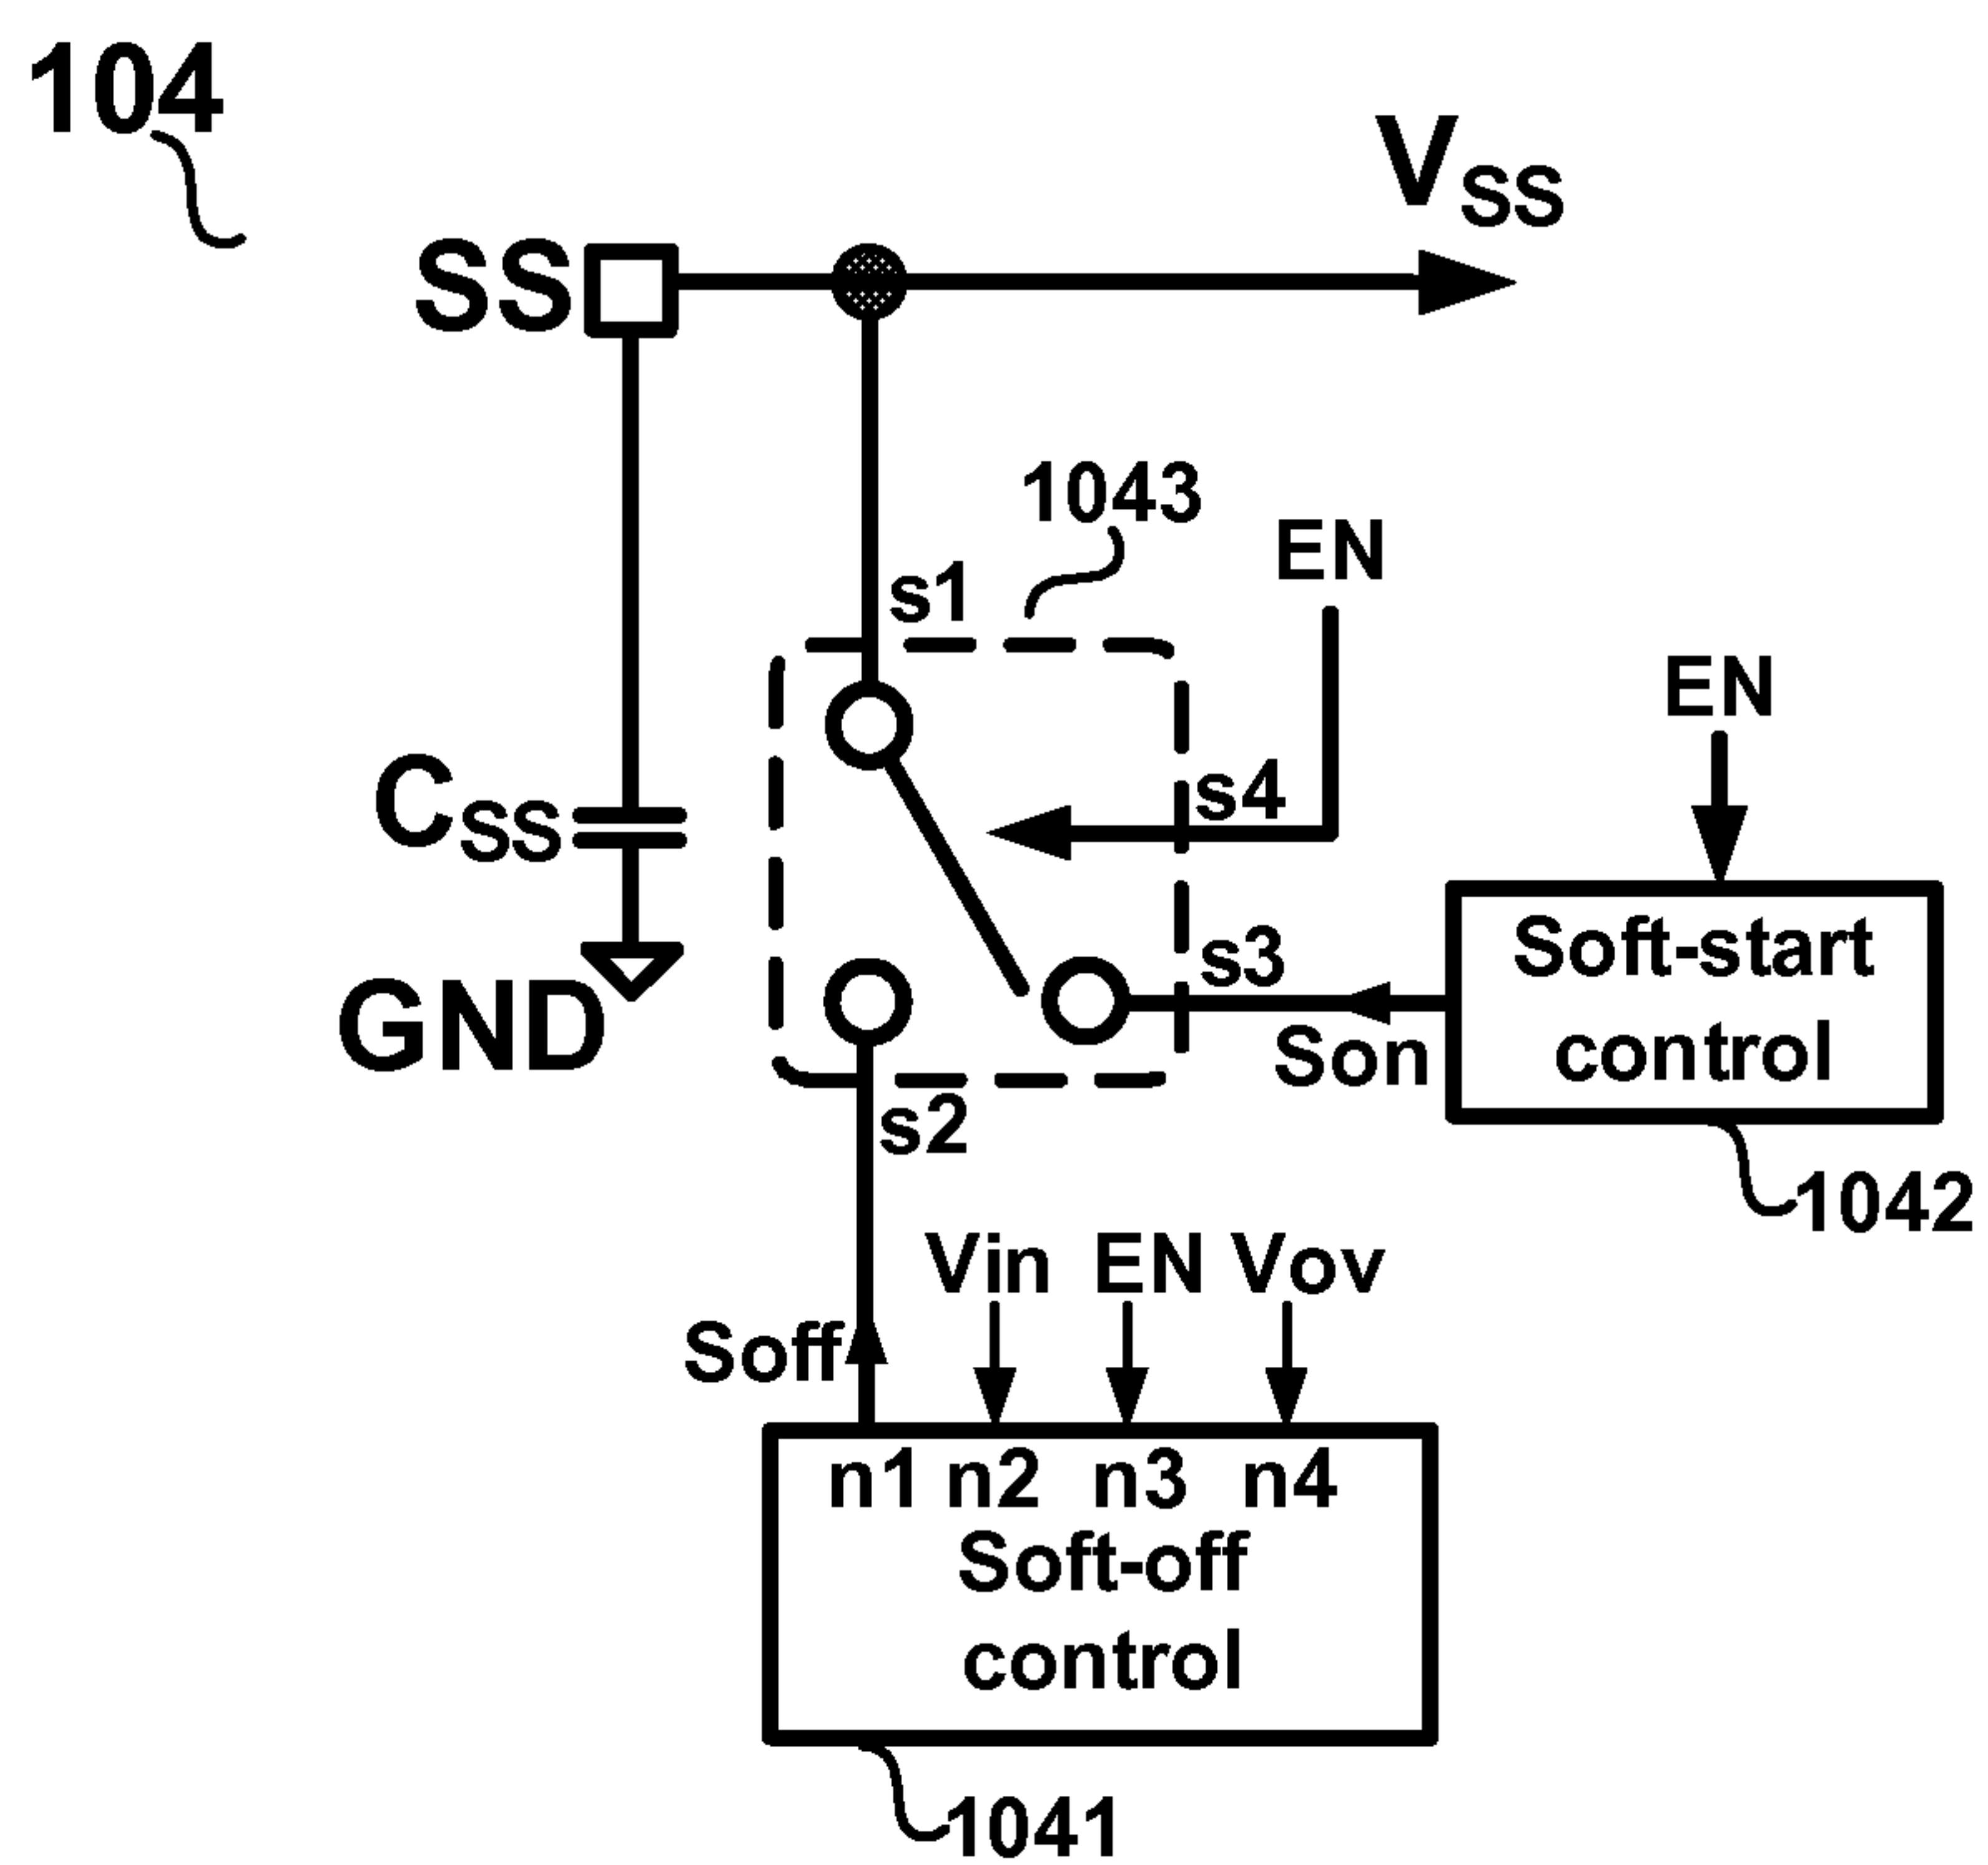 104
VSS
SS
1043
EN
s1
EN
s4
CSS
Soft-start
control
s3
GND
Son
s2
1042
Vin EN Vov
Soff
n1 n2 n3 n4
Soft-off
control
1041